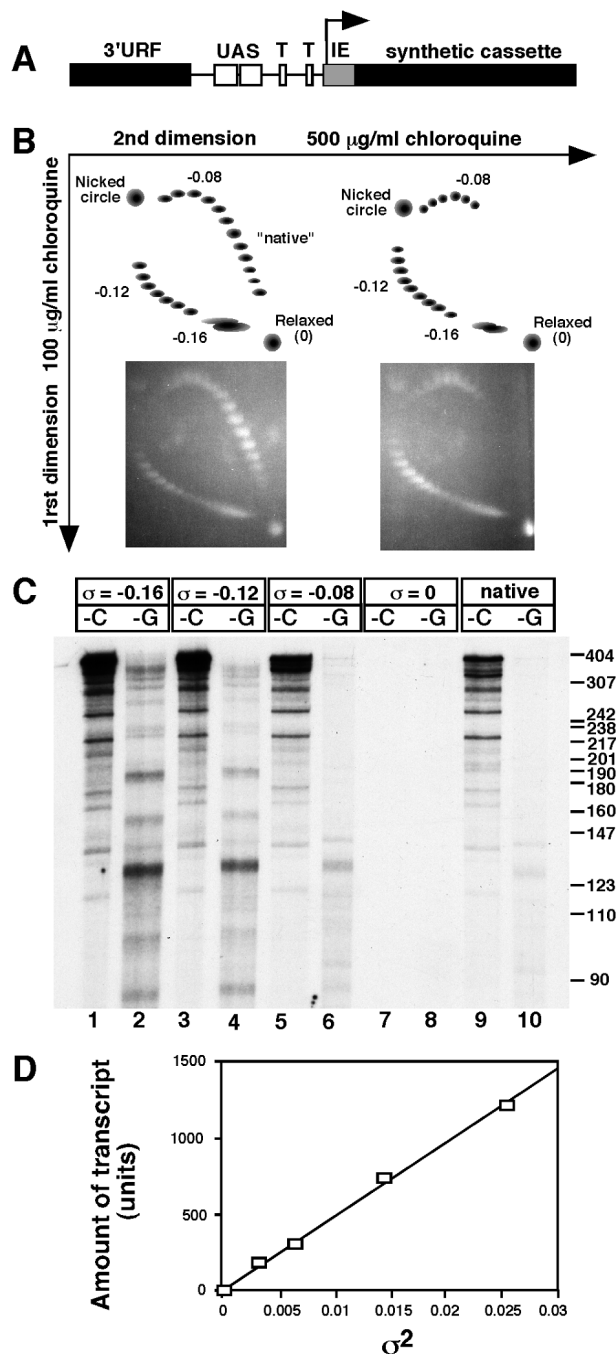 A
3'URF UAS T T IE synthetic cassette
B
2nd dimension 500 µg/ml chloroquine
1rst dimension 100 µg/ml chloroquine
Nicked circle
-0.08
"native"
-0.12
-0.16
Relaxed (0)
Nicked circle
-0.08
-0.12
-0.16
Relaxed (0)
C
σ = -0.16 σ = -0.12 σ = -0.08 σ = 0 native
-C -G -C -G -C -G -C -G -C -G
404
307
242
238
217
201
190
180
160
147
123
110
90
1 2 3 4 5 6 7 8 9 10
D
Amount of transcript (units)
1500
1000
500
0
0 0.005 0.01 0.015 0.02 0.025 0.03
σ²